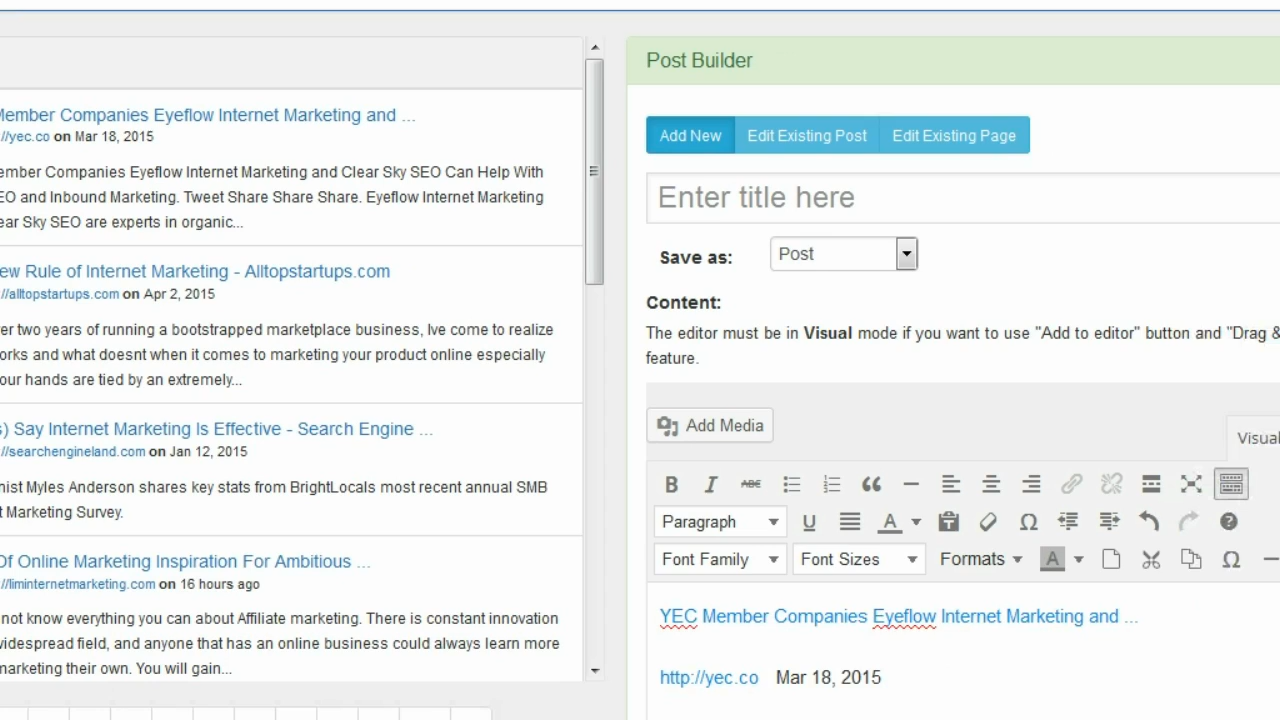 Member Companies Eyeflow Internet Marketing and ...
//yec.co on Mar 18, 2015
ember Companies Eyeflow Internet Marketing and Clear Sky SEO Can Help With
EO and Inbound Marketing. Tweet Share Share Share. Eyeflow Internet Marketing
ear Sky SEO are experts in organic...
ew Rule of Internet Marketing - Alltopstartups.com
//alltopstartups.com on Apr 2, 2015
er two years of running a bootstrapped marketplace business, Ive come to realize
orks and what doesnt when it comes to marketing your product online especially
our hands are tied by an extremely...
s) Say Internet Marketing Is Effective - Search Engine ...
//searchengineland.com on Jan 12, 2015
nist Myles Anderson shares key stats from BrightLocals most recent annual SMB
t Marketing Survey.
Of Online Marketing Inspiration For Ambitious ...
//liminternetmarketing.com on 16 hours ago
not know everything you can about Affiliate marketing. There is constant innovation
widespread field, and anyone that has an online business could always learn more
marketing their own. You will gain...
Post Builder
Add New Edit Existing Post Edit Existing Page
Enter title here
Save as: Post
Content:
The editor must be in Visual mode if you want to use "Add to editor" button and "Drag &
feature.
Add Media
Visual
B I ABC
Paragraph U A Ω
Font Family Font Sizes Formats A Ω
YEC Member Companies Eyeflow Internet Marketing and ...
http://yec.co Mar 18, 2015